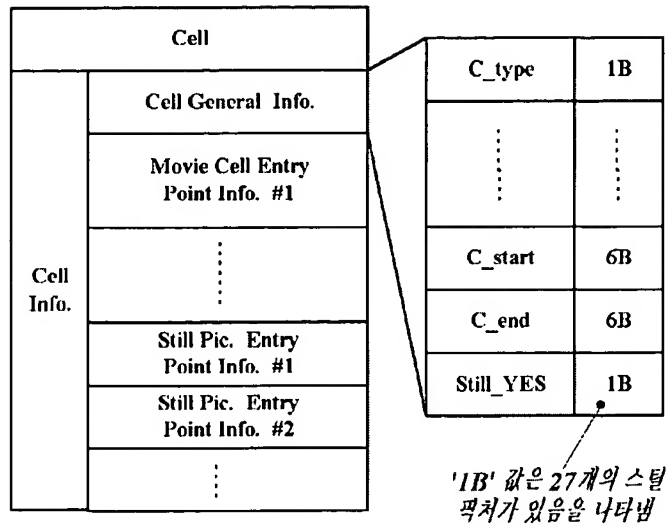 Cell
Cell General Info.
Movie Cell Entry
Point Info. #1
Cell
Info.
Still Pic. Entry
Point Info. #1
Still Pic. Entry
Point Info. #2
C_type 1B
C_start 6B
C_end 6B
Still_YES 1B
'1B' 값은 27개의 스틸
픽처가 있음을 나타냄